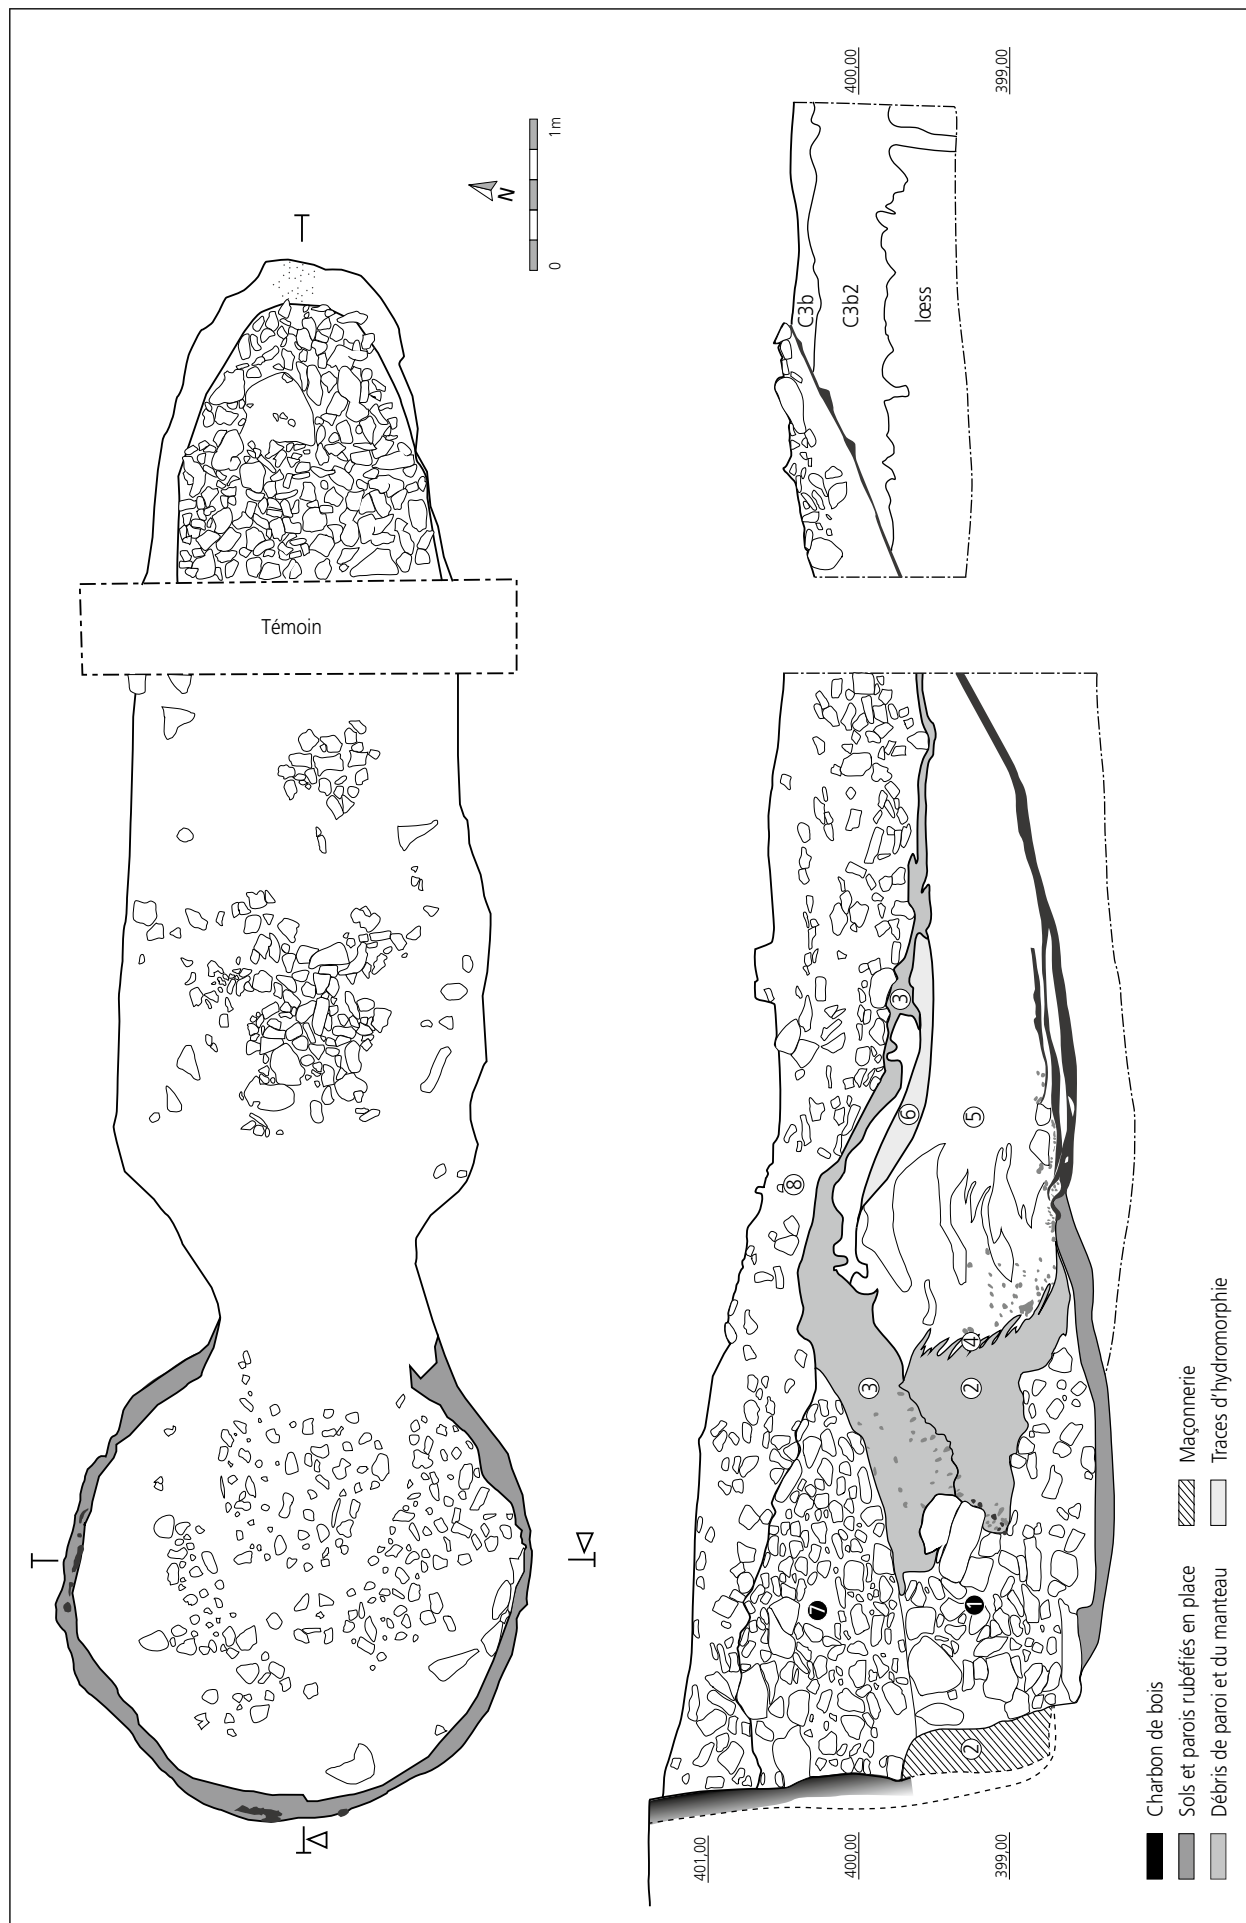 N
0
1m
Témoin
400,00
399,00
C3b
C3b2
lœss
8
3
6
5
4
3
2
7
1
2
401,00
400,00
399,00
Charbon de bois
Sols et parois rubéfiés en place
Débris de paroi et du manteau
Maçonnerie
Traces d'hydromorphie